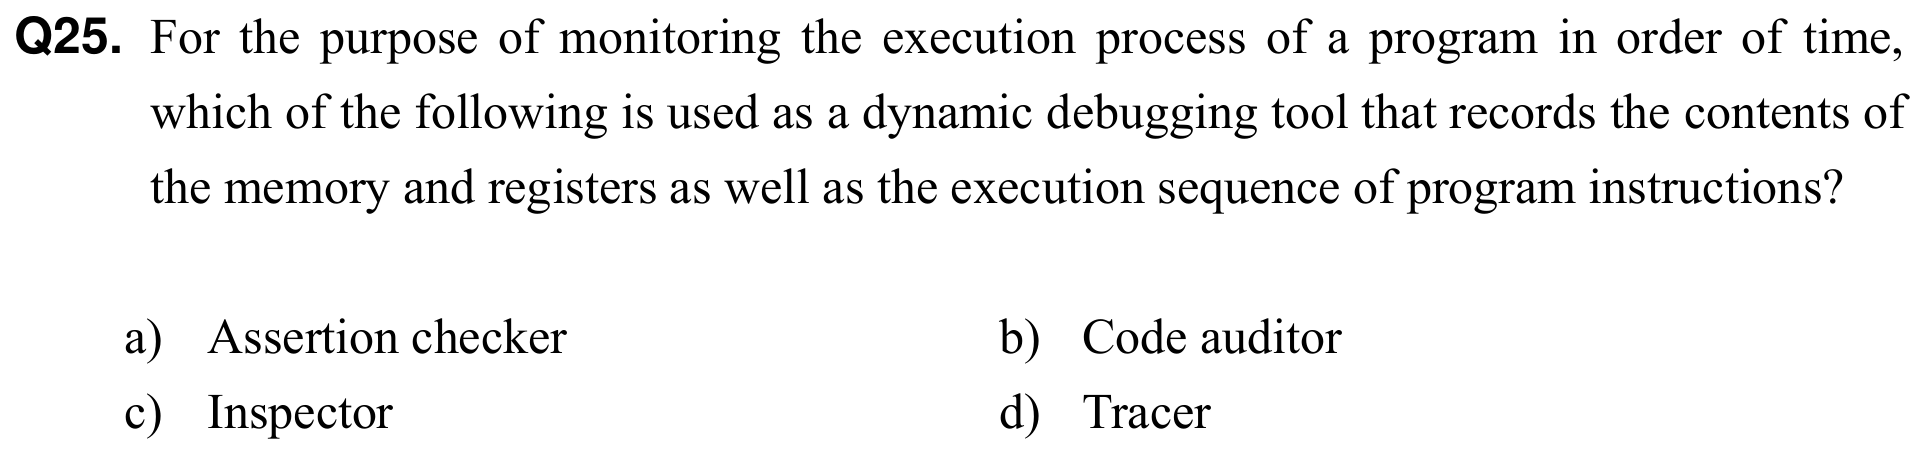 Q25. For the purpose of monitoring the execution process of a program in order of time,
which of the following is used as a dynamic debugging tool that records the contents of
the memory and registers as well as the execution sequence of program instructions?
a) Assertion checker b) Code auditor
c) Inspector d) Tracer